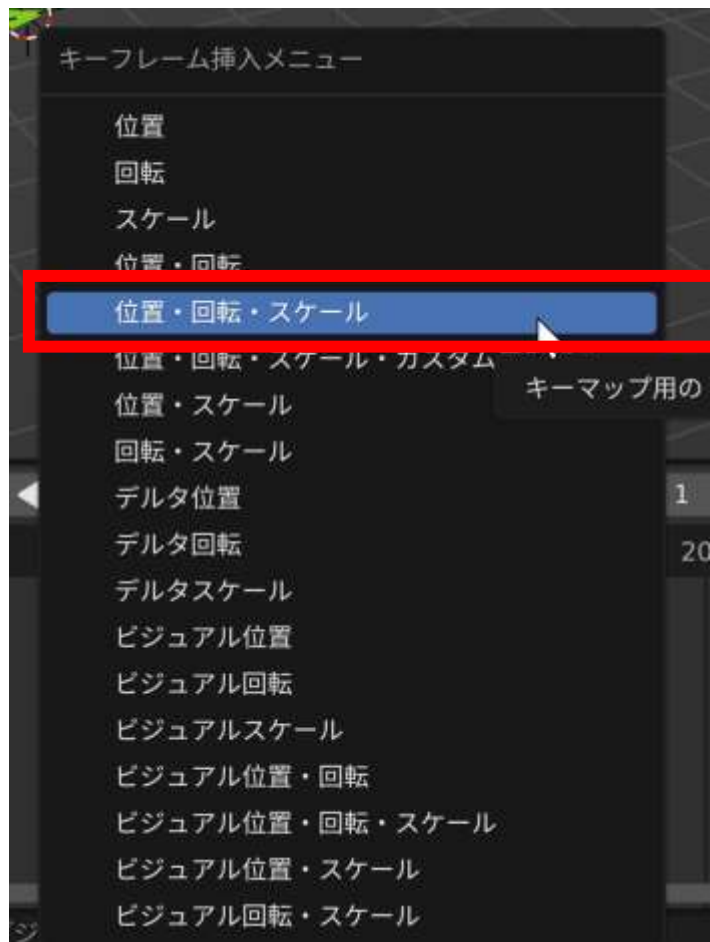 キーフレーム挿入メニュー
位置
回転
スケール
位置・回転
位置・回転・スケール
位置・回転・スケール・カスタム
キーマップ用の
位置・スケール
回転・スケール
デルタ位置
1
デルタ回転
20
デルタスケール
ビジュアル位置
ビジュアル回転
ビジュアルスケール
ビジュアル位置・回転
ビジュアル位置・回転・スケール
ビジュアル位置・スケール
ビジュアル回転・スケール